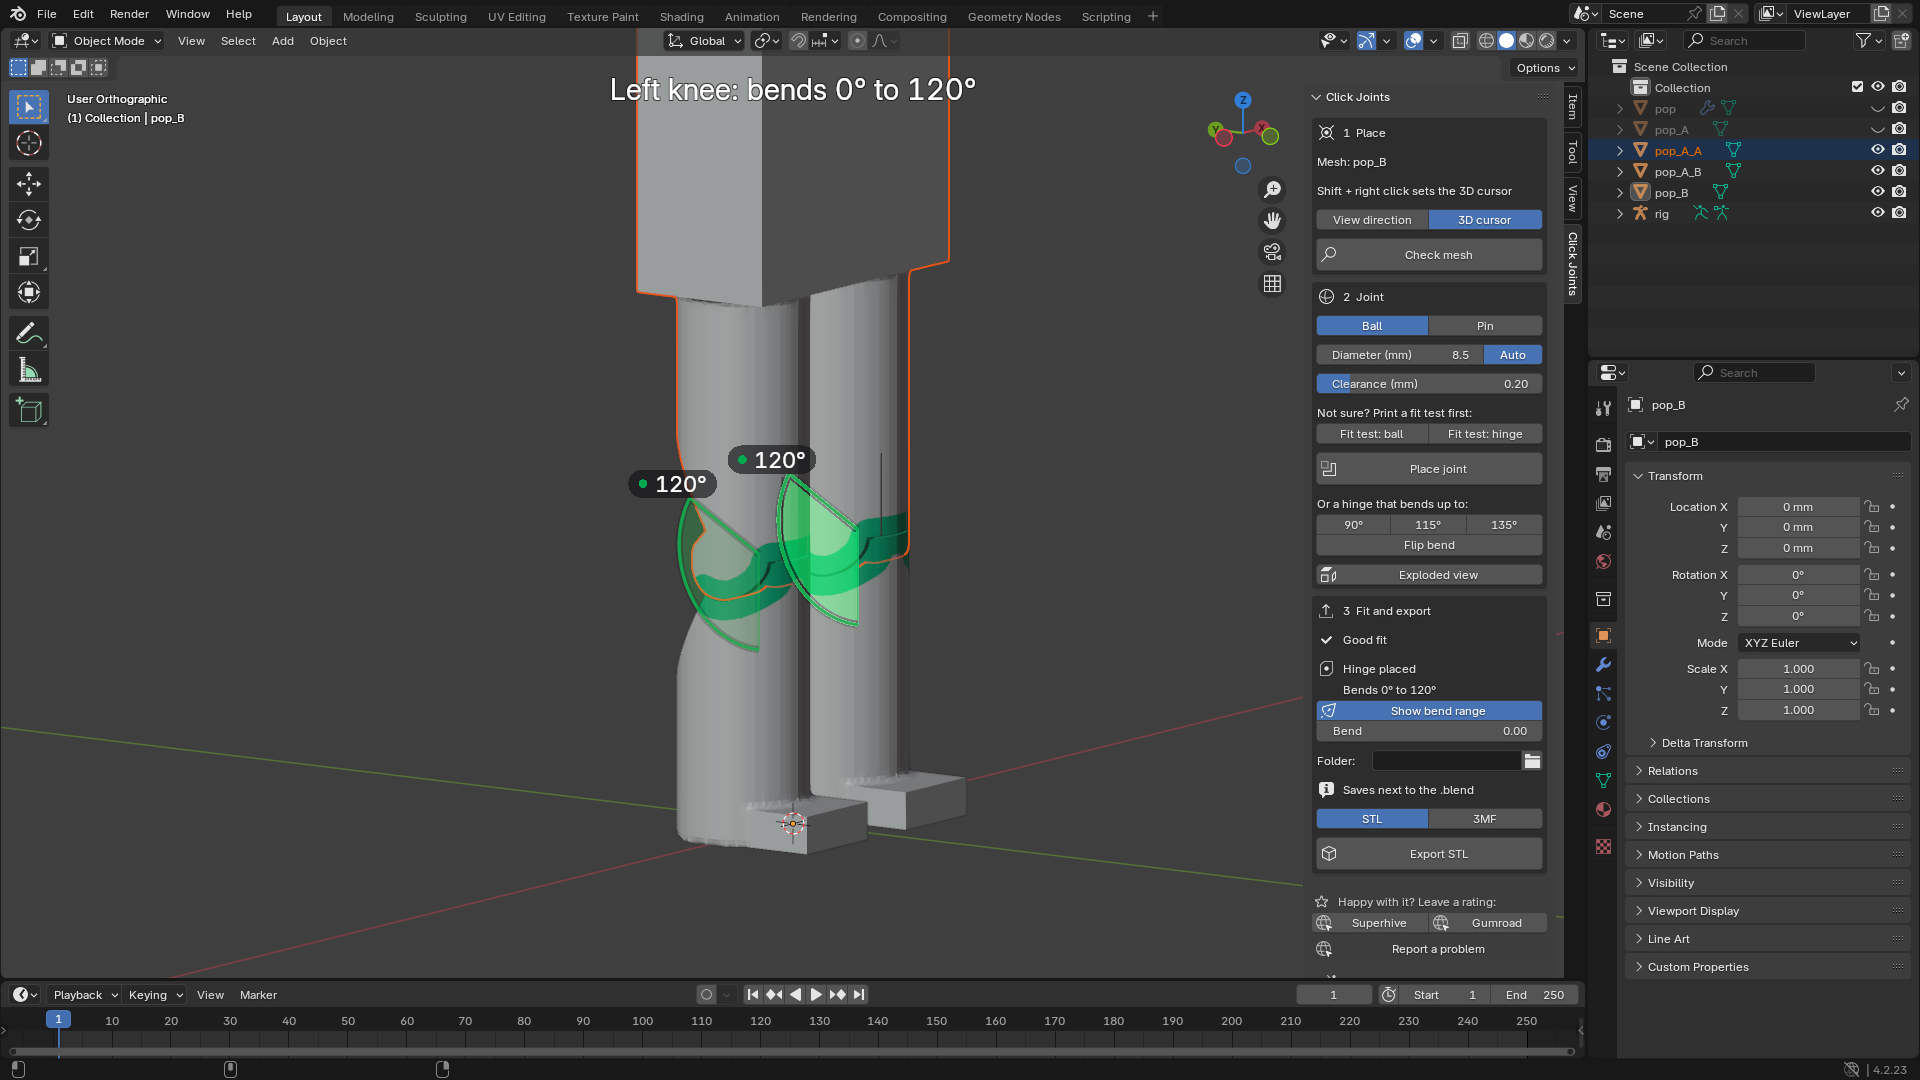 File Edit Render Window Help
Layout Modeling Sculpting UV Editing Texture Paint Shading Animation Rendering Compositing Geometry Nodes Scripting
Scene
ViewLayer
Object Mode View Select Add Object
Global
Options
User Orthographic
(1) Collection | pop_B
Left knee: bends 0° to 120°
Z
Y
X
120°
120°
Click Joints
1 Place
Mesh: pop_B
Shift + right click sets the 3D cursor
View direction 3D cursor
Check mesh
2 Joint
Ball Pin
Diameter (mm) 8.5 Auto
Clearance (mm) 0.20
Not sure? Print a fit test first:
Fit test: ball Fit test: hinge
Place joint
Or a hinge that bends up to:
90° 115° 135°
Flip bend
Exploded view
3 Fit and export
Good fit
Hinge placed
Bends 0° to 120°
Show bend range
Bend 0.00
Folder:
Saves next to the .blend
STL 3MF
Export STL
Happy with it? Leave a rating:
Superhive Gumroad
Report a problem
Item
Tool
View
Click Joints
Search
Scene Collection
Collection
pop
pop_A
pop_A_A
pop_A_B
pop_B
rig
Search
pop_B
pop_B
Transform
Location X 0 mm
Y 0 mm
Z 0 mm
Rotation X 0°
Y 0°
Z 0°
Mode XYZ Euler
Scale X 1.000
Y 1.000
Z 1.000
Delta Transform
Relations
Collections
Instancing
Motion Paths
Visibility
Viewport Display
Line Art
Custom Properties
Playback Keying View Marker
1 Start 1 End 250
1 10 20 30 40 50 60 70 80 90 100 110 120 130 140 150 160 170 180 190 200 210 220 230 240 250
4.2.23